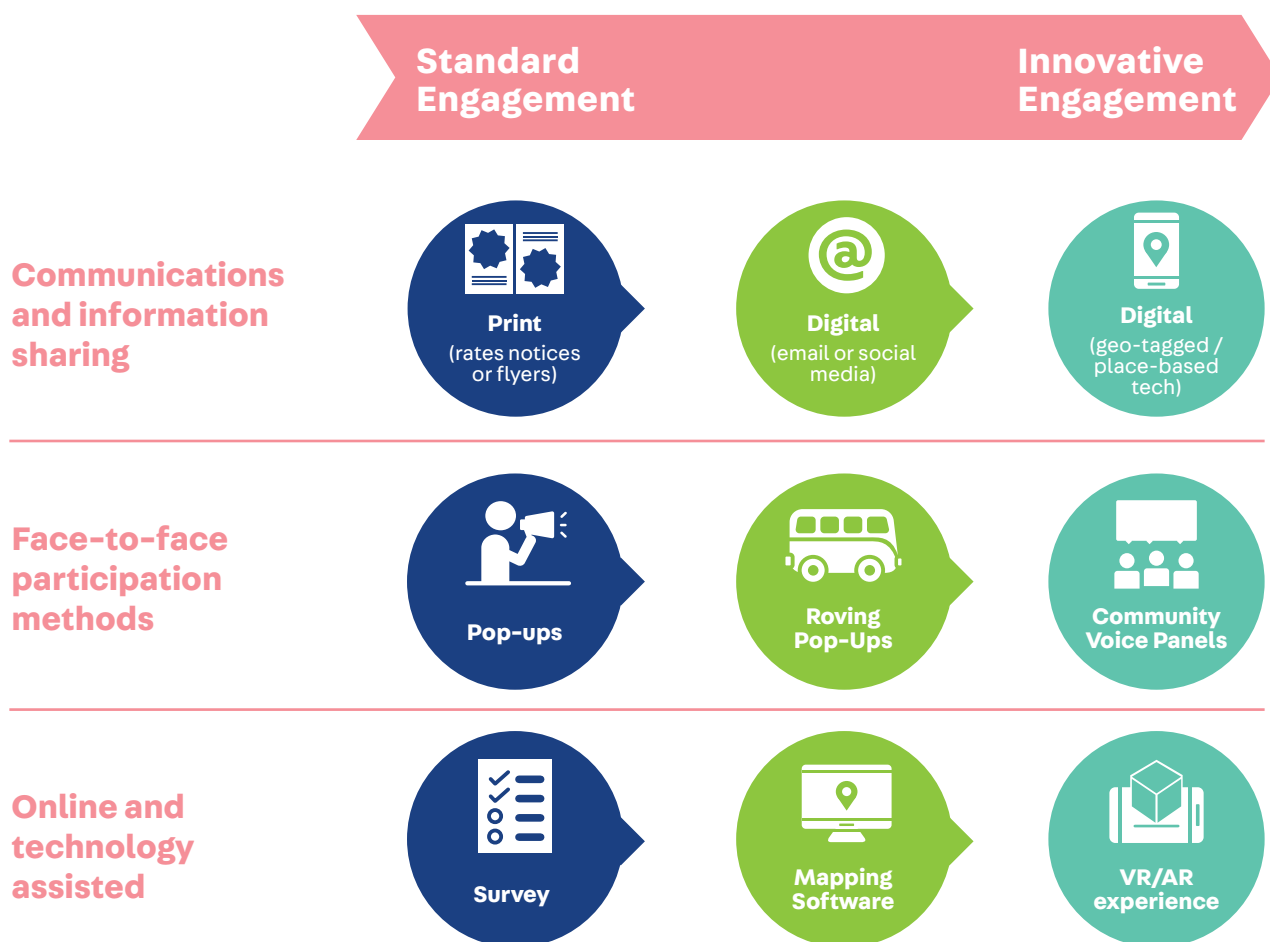 Standard
Engagement
Innovative
Engagement
Communications
and information
sharing
Print
(rates notices
or flyers)
@
Digital
(email or social
media)
Digital
(geo-tagged /
place-based
tech)
Face-to-face
participation
methods
Pop-ups
Roving
Pop-Ups
Community
Voice Panels
Online and
technology
assisted
Survey
Mapping
Software
VR/AR
experience